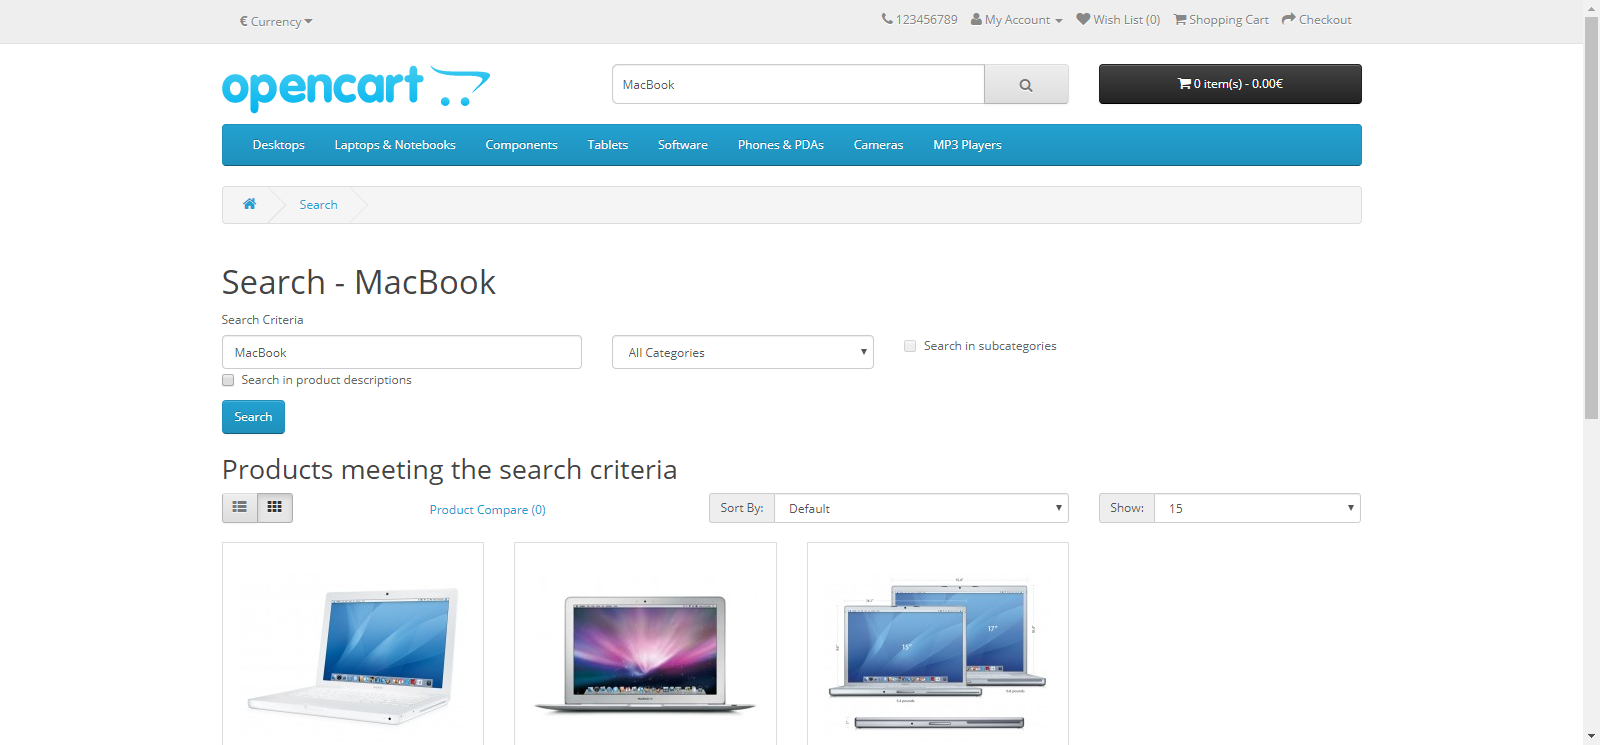 € Currency
123456789 My Account Wish List (0) Shopping Cart Checkout
opencart
MacBook
0 item(s) - 0.00€
Desktops Laptops & Notebooks Components Tablets Software Phones & PDAs Cameras MP3 Players
Search
Search - MacBook
Search Criteria
MacBook
All Categories
Search in subcategories
Search in product descriptions
Search
Products meeting the search criteria
Product Compare (0)
Sort By: Default
Show: 15
15"
17"